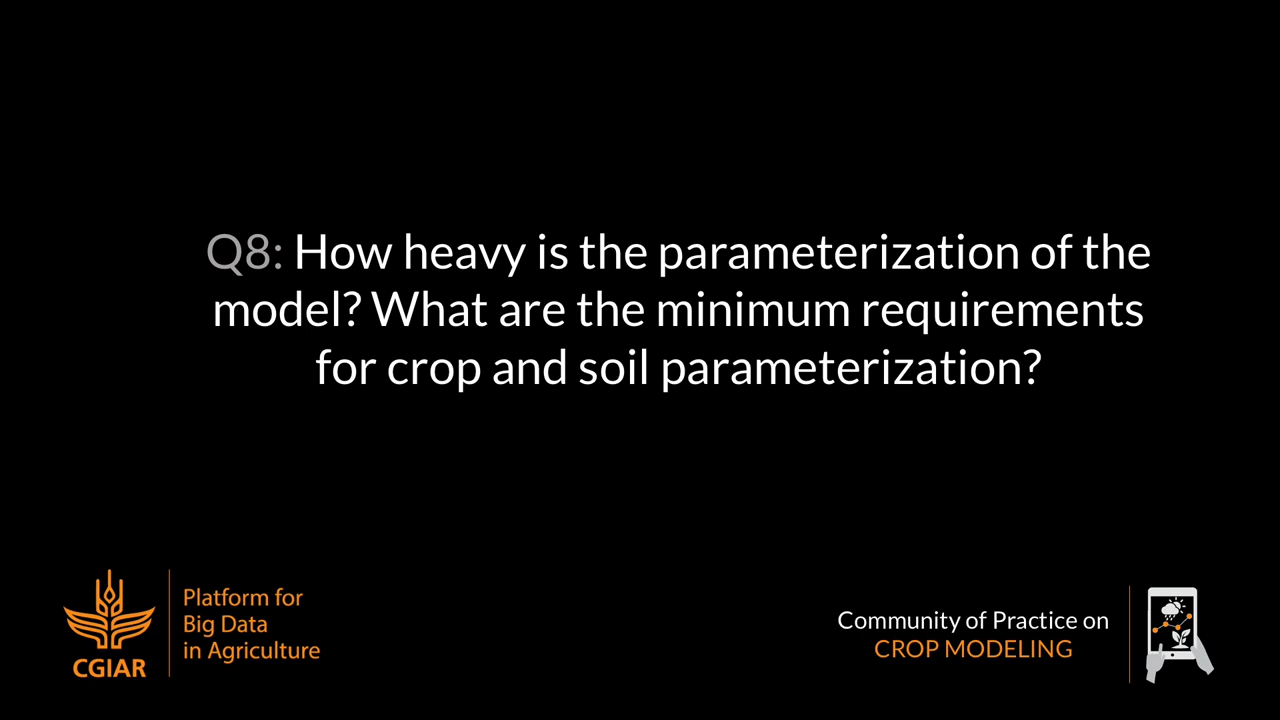 Q8: How heavy is the parameterization of the
model? What are the minimum requirements
for crop and soil parameterization?
CGIAR
Platform for
Big Data
in Agriculture
Community of Practice on
CROP MODELING